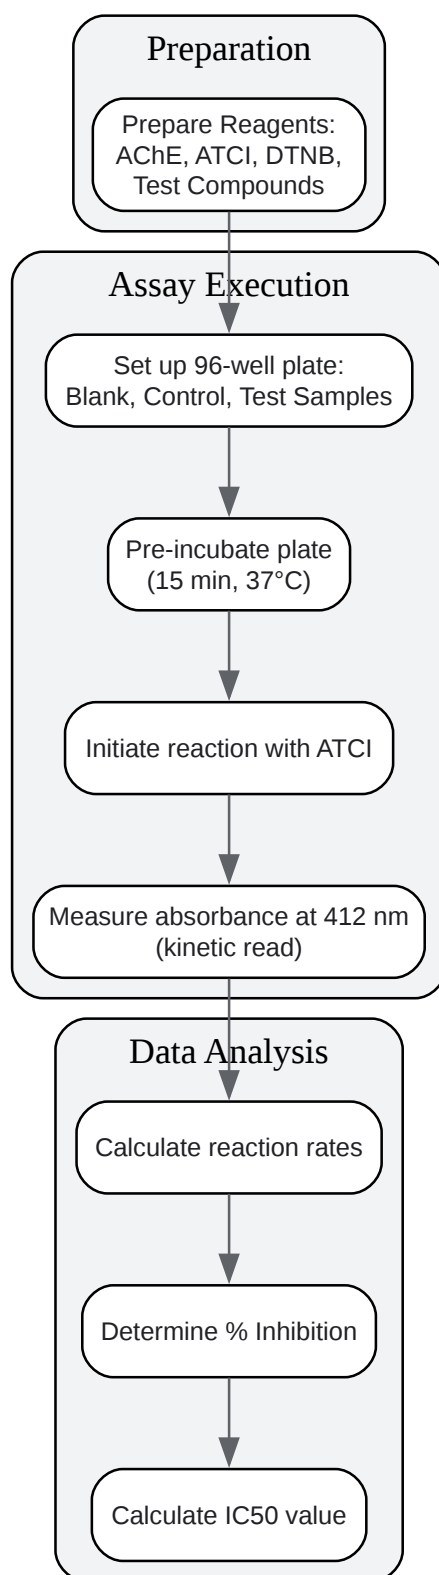 Preparation
Prepare Reagents:
AChE, ATCI, DTNB,
Test Compounds
Assay Execution
Set up 96-well plate:
Blank, Control, Test Samples
Pre-incubate plate
(15 min, 37°C)
Initiate reaction with ATCI
Measure absorbance at 412 nm
(kinetic read)
Data Analysis
Calculate reaction rates
Determine % Inhibition
Calculate IC50 value